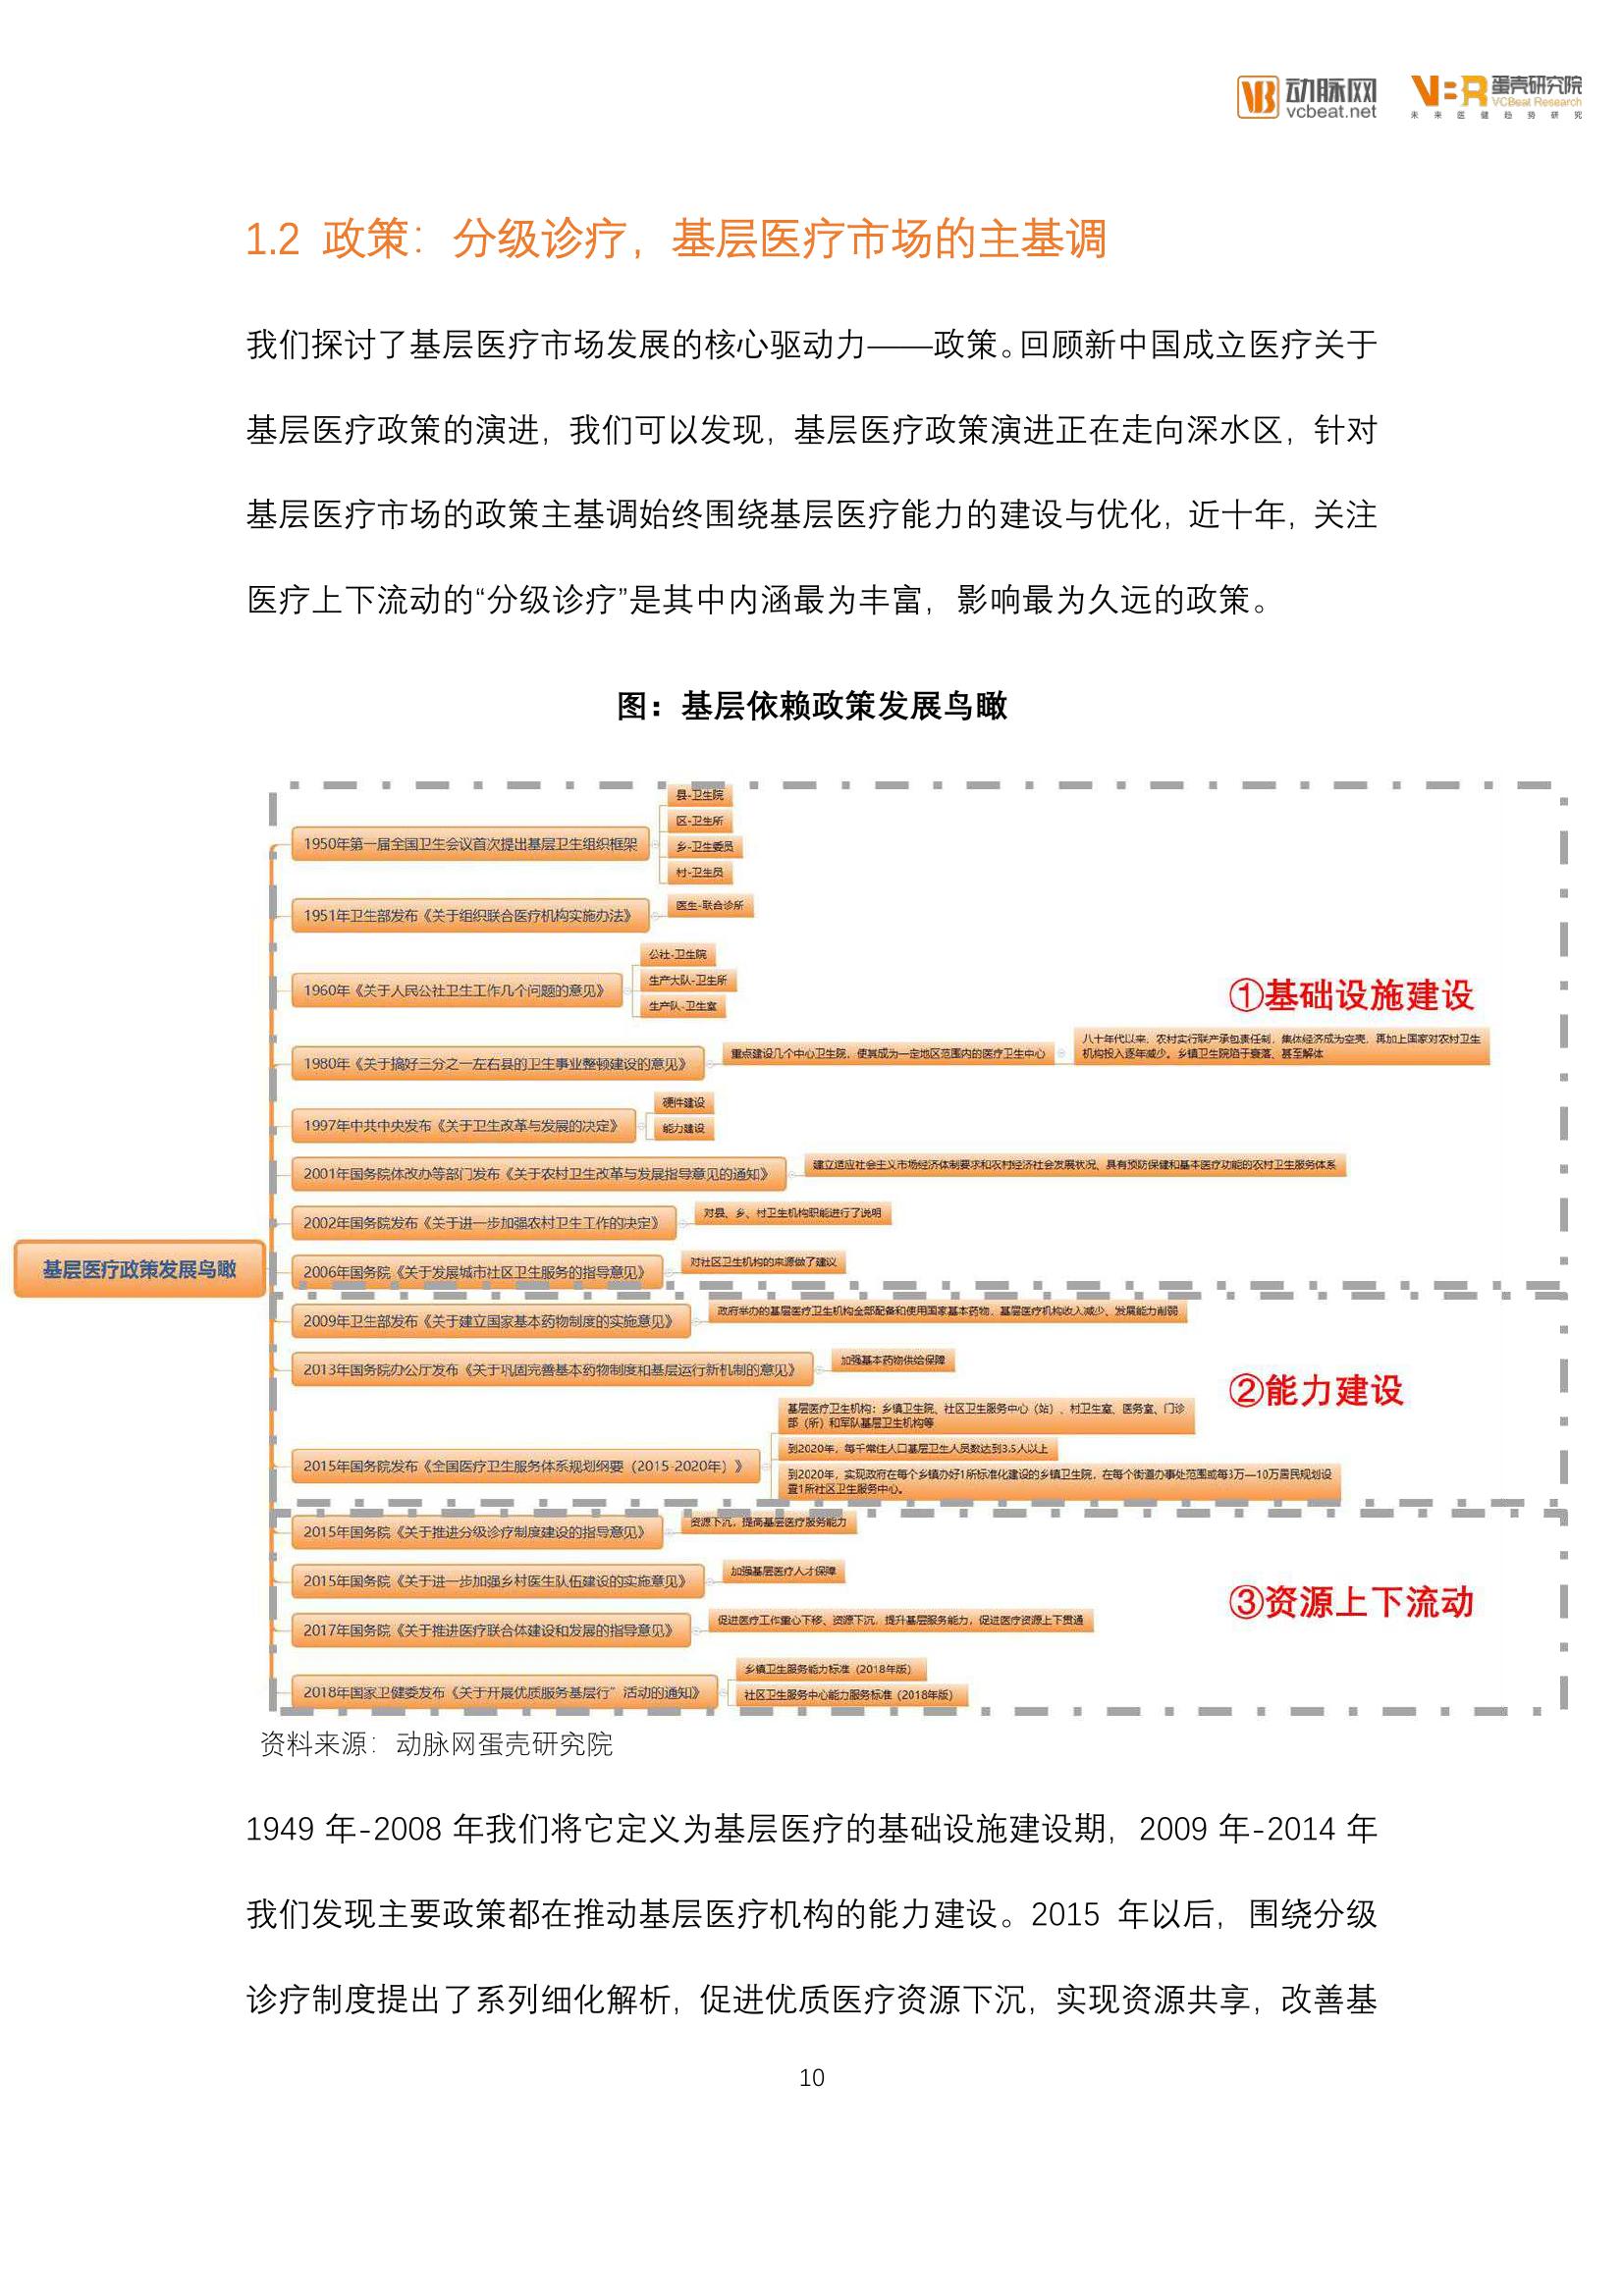 动脉网
vcbeat.net
VBR
蛋壳研究院
VCBeat Research
未来医健趋势研究
1.2 政策：分级诊疗，基层医疗市场的主基调
我们探讨了基层医疗市场发展的核心驱动力——政策。回顾新中国成立医疗关于
基层医疗政策的演进，我们可以发现，基层医疗政策演进正在走向深水区，针对
基层医疗市场的政策主基调始终围绕基层医疗能力的建设与优化，近十年，关注
医疗上下流动的“分级诊疗”是其中内涵最为丰富，影响最为久远的政策。
图：基层依赖政策发展鸟瞰
基层医疗政策发展鸟瞰
①基础设施建设
1950年第一届全国卫生会议首次提出基层卫生组织框架
县-卫生院
区-卫生所
乡-卫生委员
村-卫生员
1951年卫生部发布《关于组织联合医疗机构实施办法》
医生-联合诊所
1960年《关于人民公社卫生工作几个问题的意见》
公社-卫生院
生产大队-卫生所
生产队-卫生室
1980年《关于搞好三分之一左右县的卫生事业整顿建设的意见》
重点建设几个中心卫生院，使其成为一定地区范围内的医疗卫生中心
八十年代以来，农村实行联产承包责任制，集体经济成为空壳，再加上国家对农村卫生
机构投入逐年减少。乡镇卫生院陷于衰落、甚至解体
1997年中共中央发布《关于卫生改革与发展的决定》
硬件建设
能力建设
2001年国务院体改办等部门发布《关于农村卫生改革与发展指导意见的通知》
建立适应社会主义市场经济体制要求和农村经济社会发展状况、具有预防保健和基本医疗功能的农村卫生服务体系
2002年国务院发布《关于进一步加强农村卫生工作的决定》
对县、乡、村卫生机构职能进行了说明
2006年国务院《关于发展城市社区卫生服务的指导意见》
对社区卫生机构的来源做了建议
②能力建设
2009年卫生部发布《关于建立国家基本药物制度的实施意见》
政府举办的基层医疗卫生机构全部配备和使用国家基本药物，基层医疗机构收入减少、发展能力削弱
2013年国务院办公厅发布《关于巩固完善基本药物制度和基层运行新机制的意见》
加强基本药物供给保障
2015年国务院发布《全国医疗卫生服务体系规划纲要（2015-2020年）》
基层医疗卫生机构：乡镇卫生院、社区卫生服务中心（站）、村卫生室、医务室、门诊
部（所）和军队基层卫生机构等
到2020年，每千常住人口基层卫生人员数达到3.5人以上
到2020年，实现政府在每个乡镇办好1所标准化建设的乡镇卫生院，在每个街道办事处范围或每3万—10万居民规划设
置1所社区卫生服务中心。
③资源上下流动
2015年国务院《关于推进分级诊疗制度建设的指导意见》
资源下沉，提高基层医疗服务能力
2015年国务院《关于进一步加强乡村医生队伍建设的实施意见》
加强基层医疗人才保障
2017年国务院《关于推进医疗联合体建设和发展的指导意见》
促进医疗工作重心下移、资源下沉，提升基层服务能力，促进医疗资源上下贯通
2018年国家卫健委发布《关于开展优质服务基层行”活动的通知》
乡镇卫生服务能力标准（2018年版）
社区卫生服务中心能力服务标准（2018年版）
资料来源：动脉网蛋壳研究院
1949 年-2008 年我们将它定义为基层医疗的基础设施建设期，2009 年-2014 年
我们发现主要政策都在推动基层医疗机构的能力建设。2015 年以后，围绕分级
诊疗制度提出了系列细化解析，促进优质医疗资源下沉，实现资源共享，改善基
10